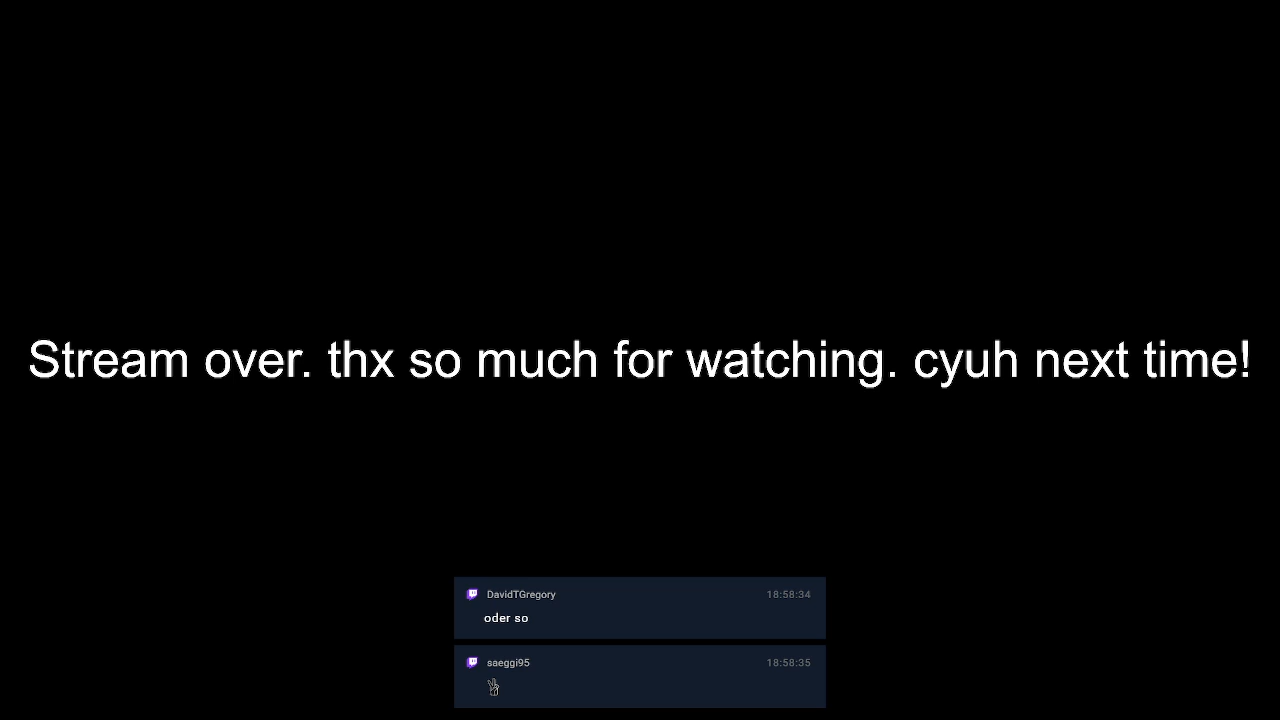 Stream over. thx so much for watching. cyuh next time!
DavidTGregory 18:58:34
oder so
saeggi95 18:58:35
✌